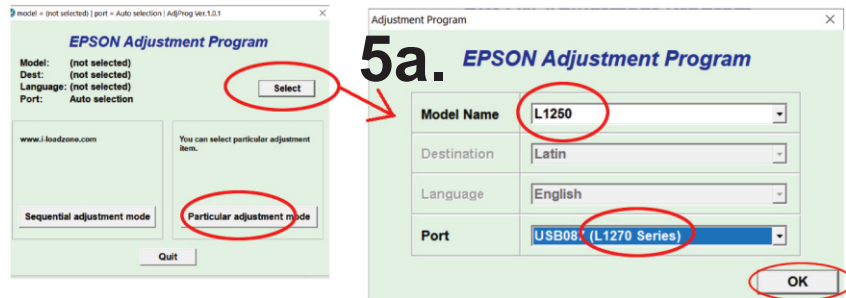 model = (not selected) | port = Auto selection | AdjProg Ver.1.0.1
EPSON Adjustment Program
Model: (not selected)
Dest: (not selected)
Language: (not selected)
Port: Auto selection
Select
www.i-loadzone.com
You can select particular adjustment
item.
Sequential adjustment mode
Particular adjustment mode
Quit
5a.
Adjustment Program
EPSON Adjustment Program
Model Name L1250
Destination Latin
Language English
Port USB087 (L1270 Series)
OK